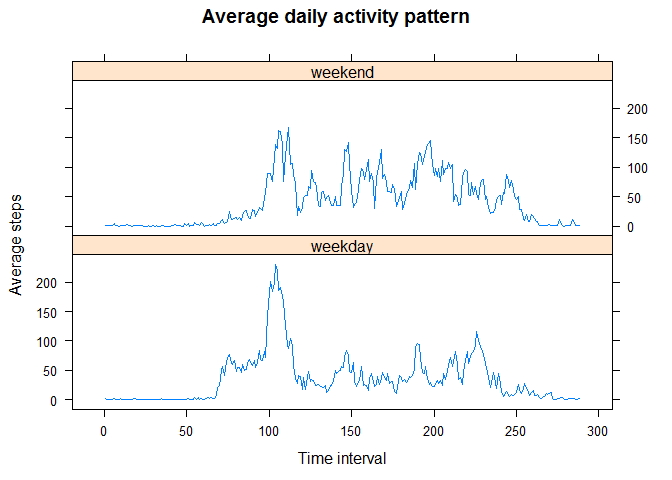 Average daily activity pattern
weekend
200
150
100
50
0
weekday
200
150
100
50
0
Average steps
0 50 100 150 200 250 300
Time interval